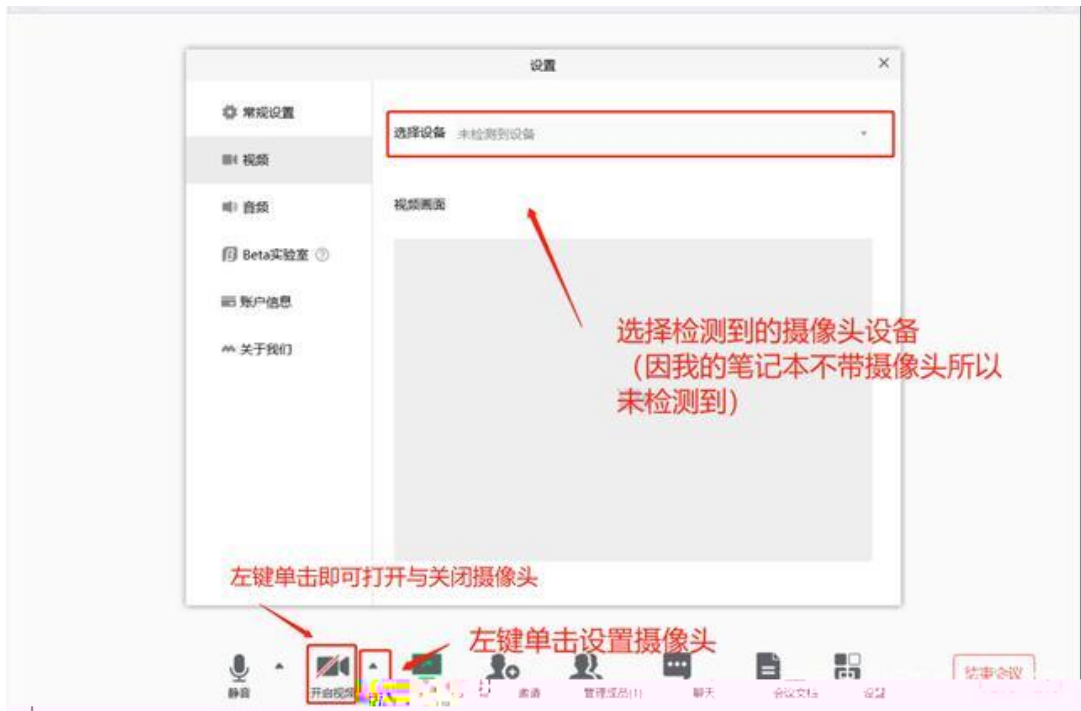 设置
常规设置
选择设备 未检测到设备
视频
音频
视频画面
Beta实验室
账户信息
关于我们
选择检测到的摄像头设备
（因我的笔记本不带摄像头所以
未检测到）
左键单击即可打开与关闭摄像头
左键单击设置摄像头
静音
开启视频
邀请
管理成员(1)
聊天
会议文档
设置
结束会议